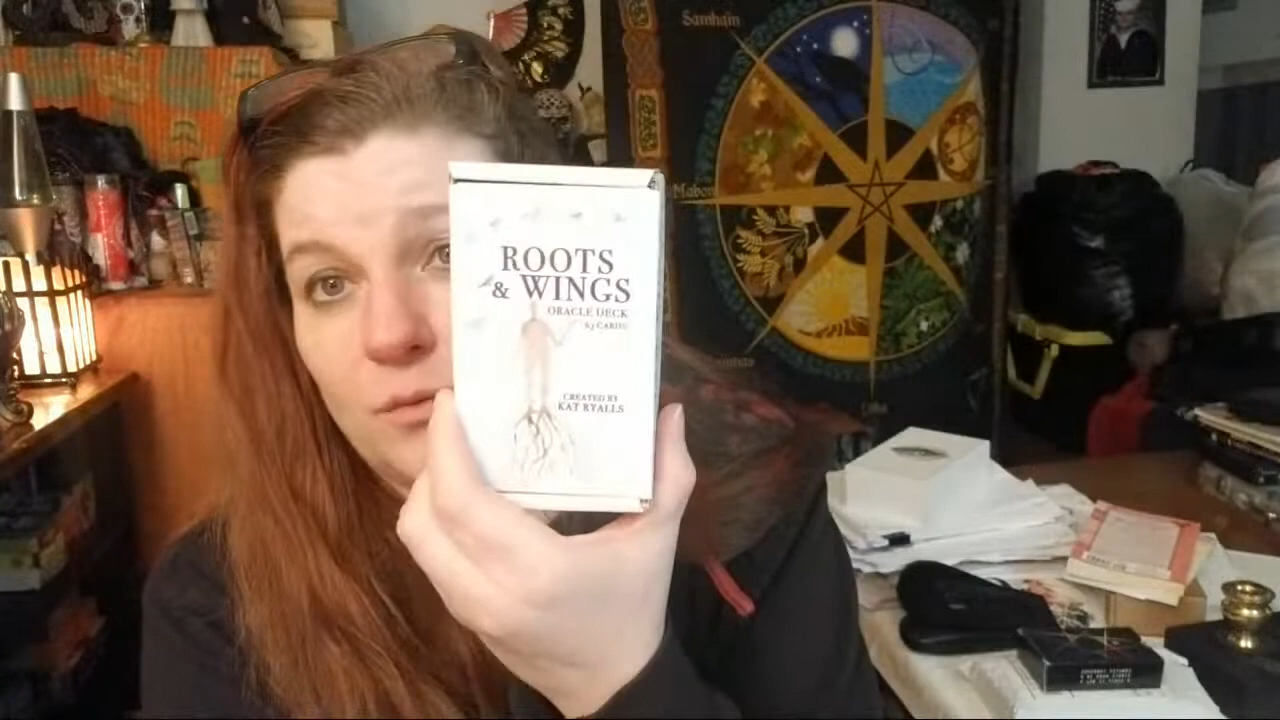 Samhain
Mabon
ROOTS
& WINGS
ORACLE DECK
CREATED BY
KAT RYALLS